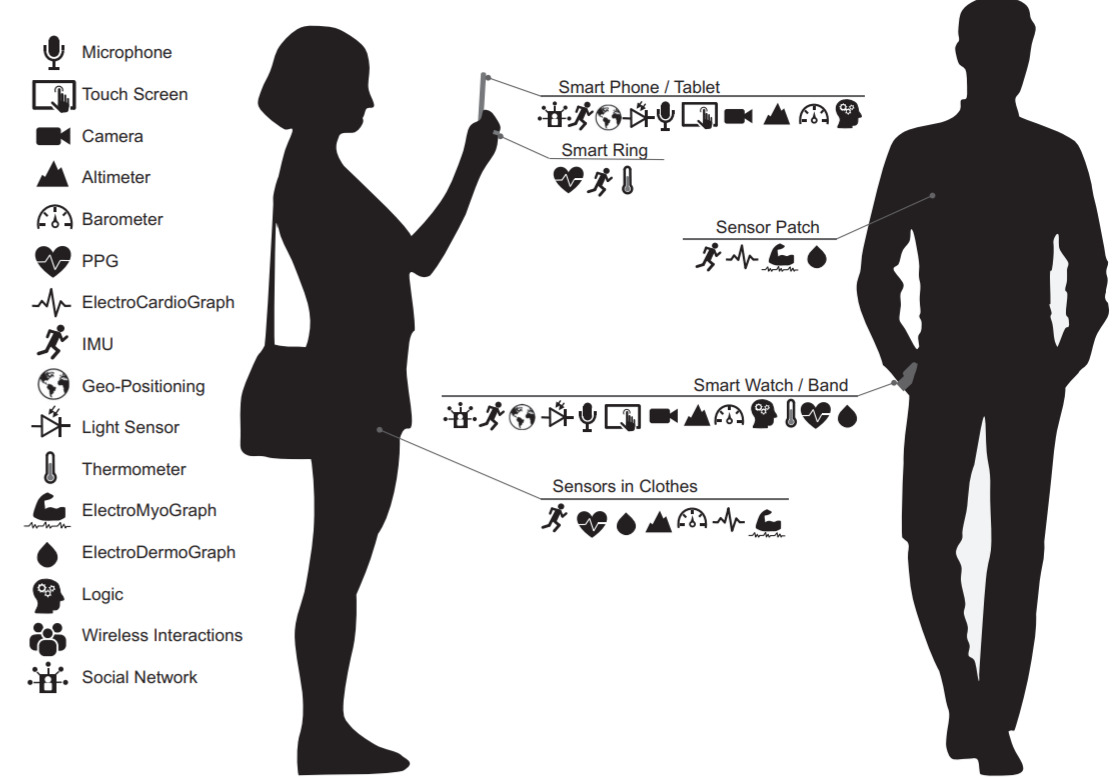 Microphone
Touch Screen
Camera
Altimeter
Barometer
PPG
ElectroCardioGraph
IMU
Geo-Positioning
Light Sensor
Thermometer
ElectroMyoGraph
ElectroDermoGraph
Logic
Wireless Interactions
Social Network
Smart Phone / Tablet
Smart Ring
Sensor Patch
Smart Watch / Band
Sensors in Clothes